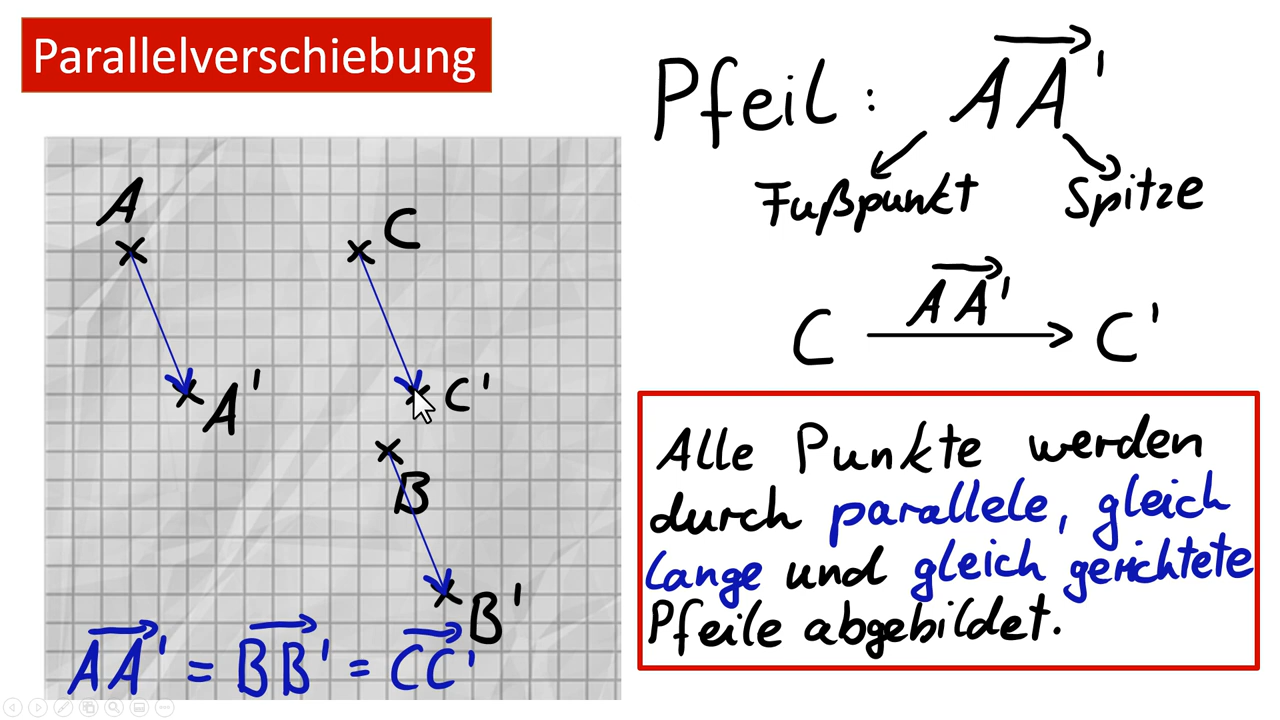 Parallelverschiebung
Pfeil: AA'
Fußpunkt Spitze
A
C
A'
C'
B
B'
AA' = BB' = CC'
AA'
C → C'
Alle Punkte werden
durch parallele, gleich
lange und gleich gerichtete
Pfeile abgebildet.